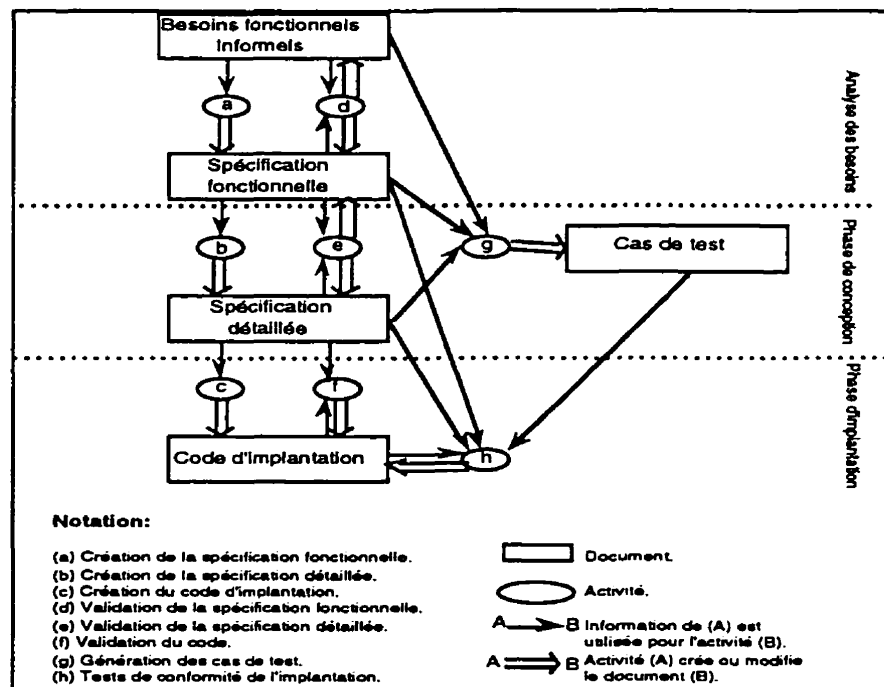 Besoins fonctionnels
Informels
a
d
Spécification
fonctionnelle
Analyse des besoins
b
e
g
Cas de test
Spécification
détaillée
Phase de conception
c
f
h
Code d'implantation
Phase d'implantation
Notation:
(a) Création de la spécification fonctionnelle.
(b) Création de la spécification détaillée.
(c) Création du code d'implantation.
(d) Validation de la spécification fonctionnelle.
(e) Validation de la spécification détaillée.
(f) Validation du code.
(g) Génération des cas de test.
(h) Tests de conformité de l'implantation.
Document.
Activité.
A B Information de (A) est
utilisée pour l'activité (B).
A B Activité (A) crée ou modifie
le document (B).